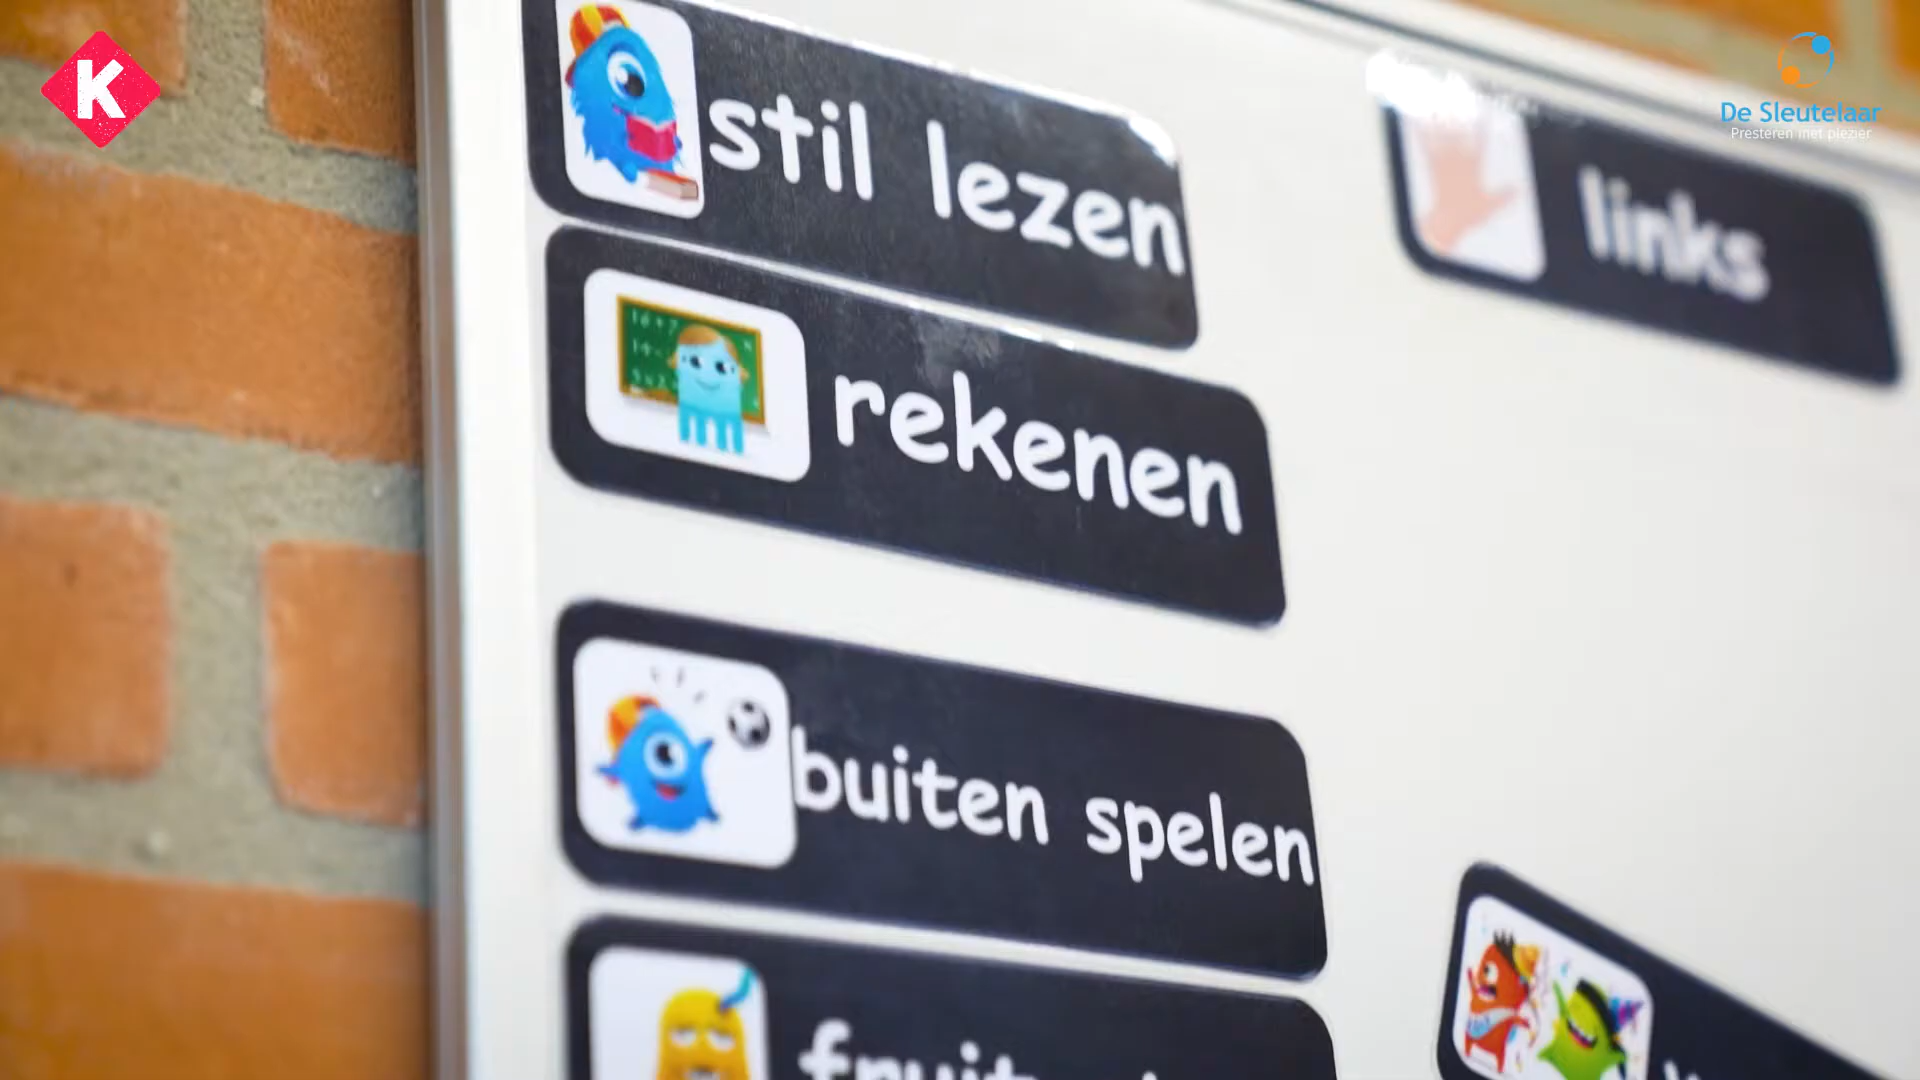 K
De Sleutelaar
Presteren met plezier
stil lezen
links
rekenen
buiten spelen